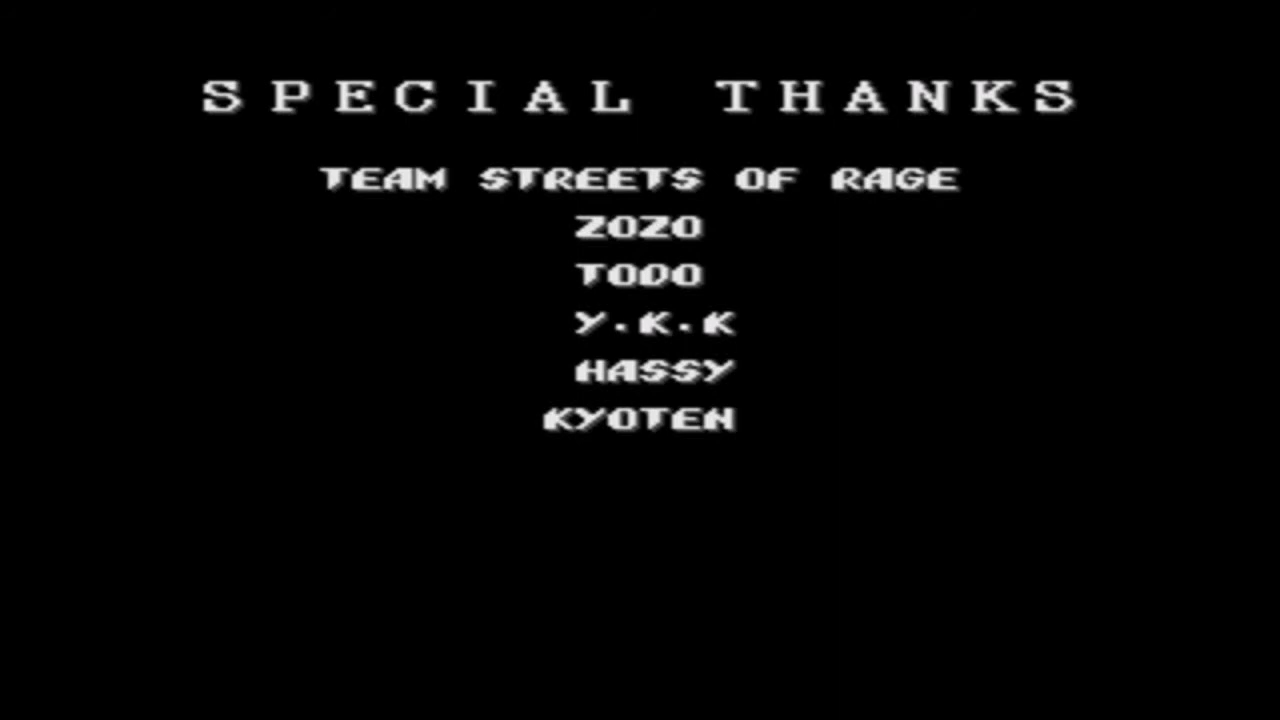 SPECIAL THANKS
TEAM STREETS OF RAGE
ZOZO
TODO
Y.K.K
HASSY
KYOTEN